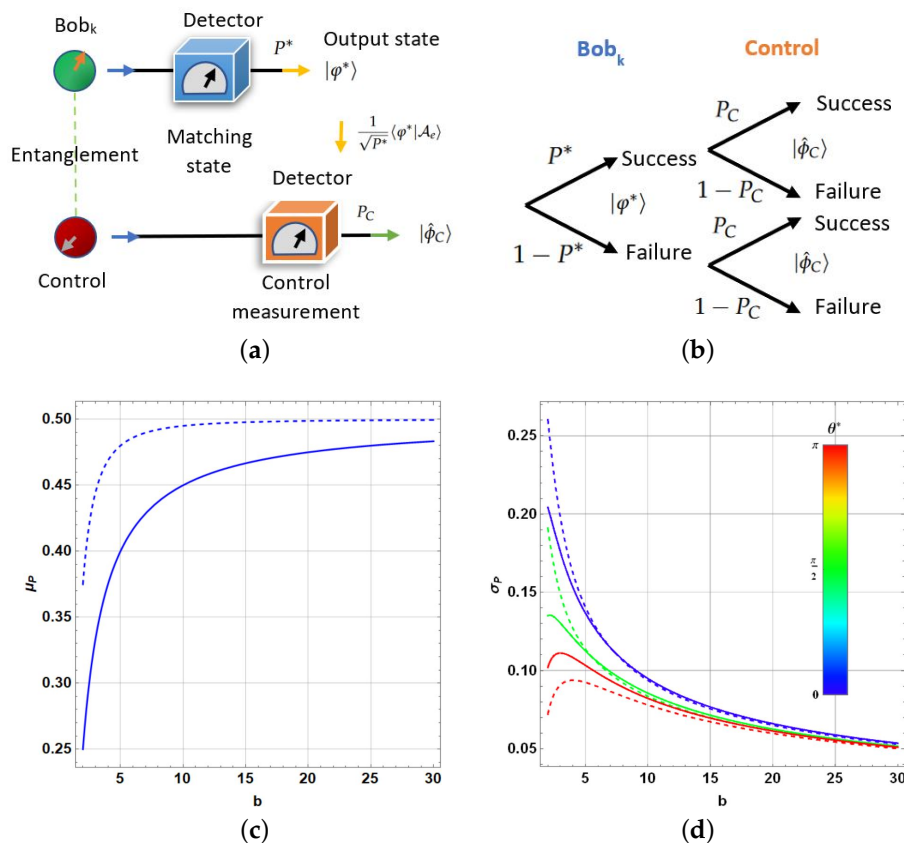 Bob_k
Detector
P*
Output state
|φ*⟩
Entanglement
Matching
state
1/√P* ⟨φ*|𝒜_e⟩
Detector
P_C
|ϕ̂_C⟩
Control
Control
measurement
(a)
Bob_k
Control
P_C
Success
P*
Success
|ϕ̂_C⟩
1 − P_C
Failure
|φ*⟩
P_C
Success
1 − P*
Failure
|ϕ̂_C⟩
1 − P_C
Failure
(b)
0.50
0.45
0.40
0.35
0.30
0.25
μ_P
5 10 15 20 25 30
b
(c)
0.25
0.20
0.15
0.10
0.05
σ_P
θ*
π
π/2
0
5 10 15 20 25 30
b
(d)